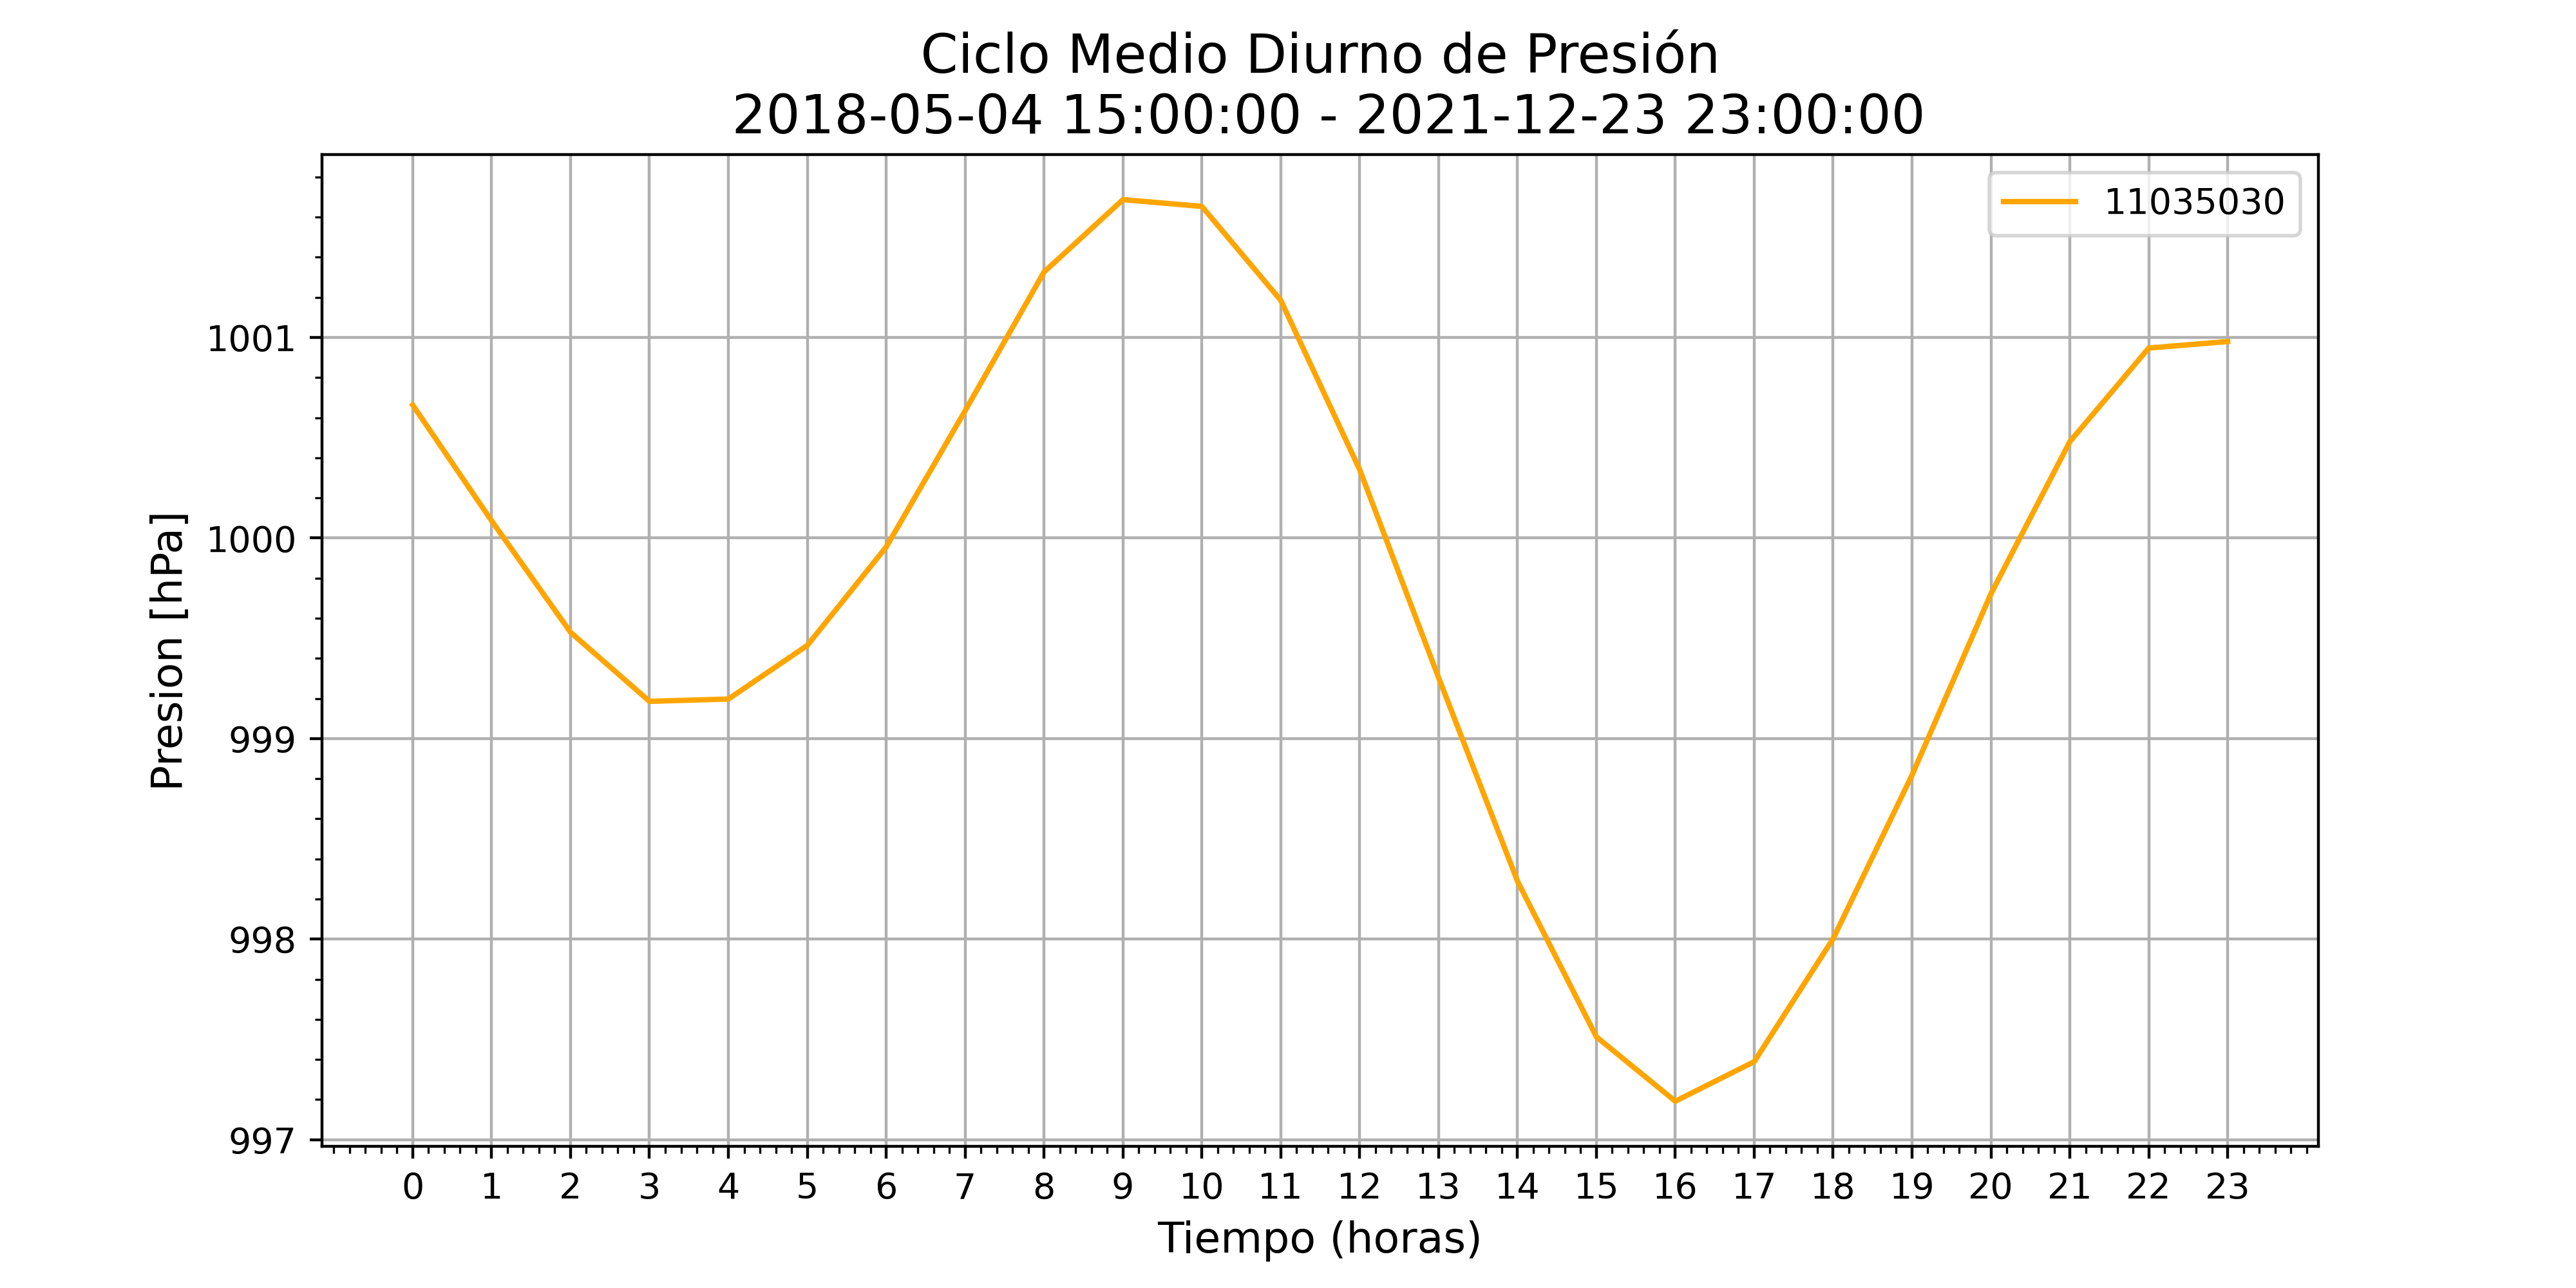 Ciclo Medio Diurno de Presión
2018-05-04 15:00:00 - 2021-12-23 23:00:00
11035030
Presion [hPa]
1001
1000
999
998
997
0 1 2 3 4 5 6 7 8 9 10 11 12 13 14 15 16 17 18 19 20 21 22 23
Tiempo (horas)